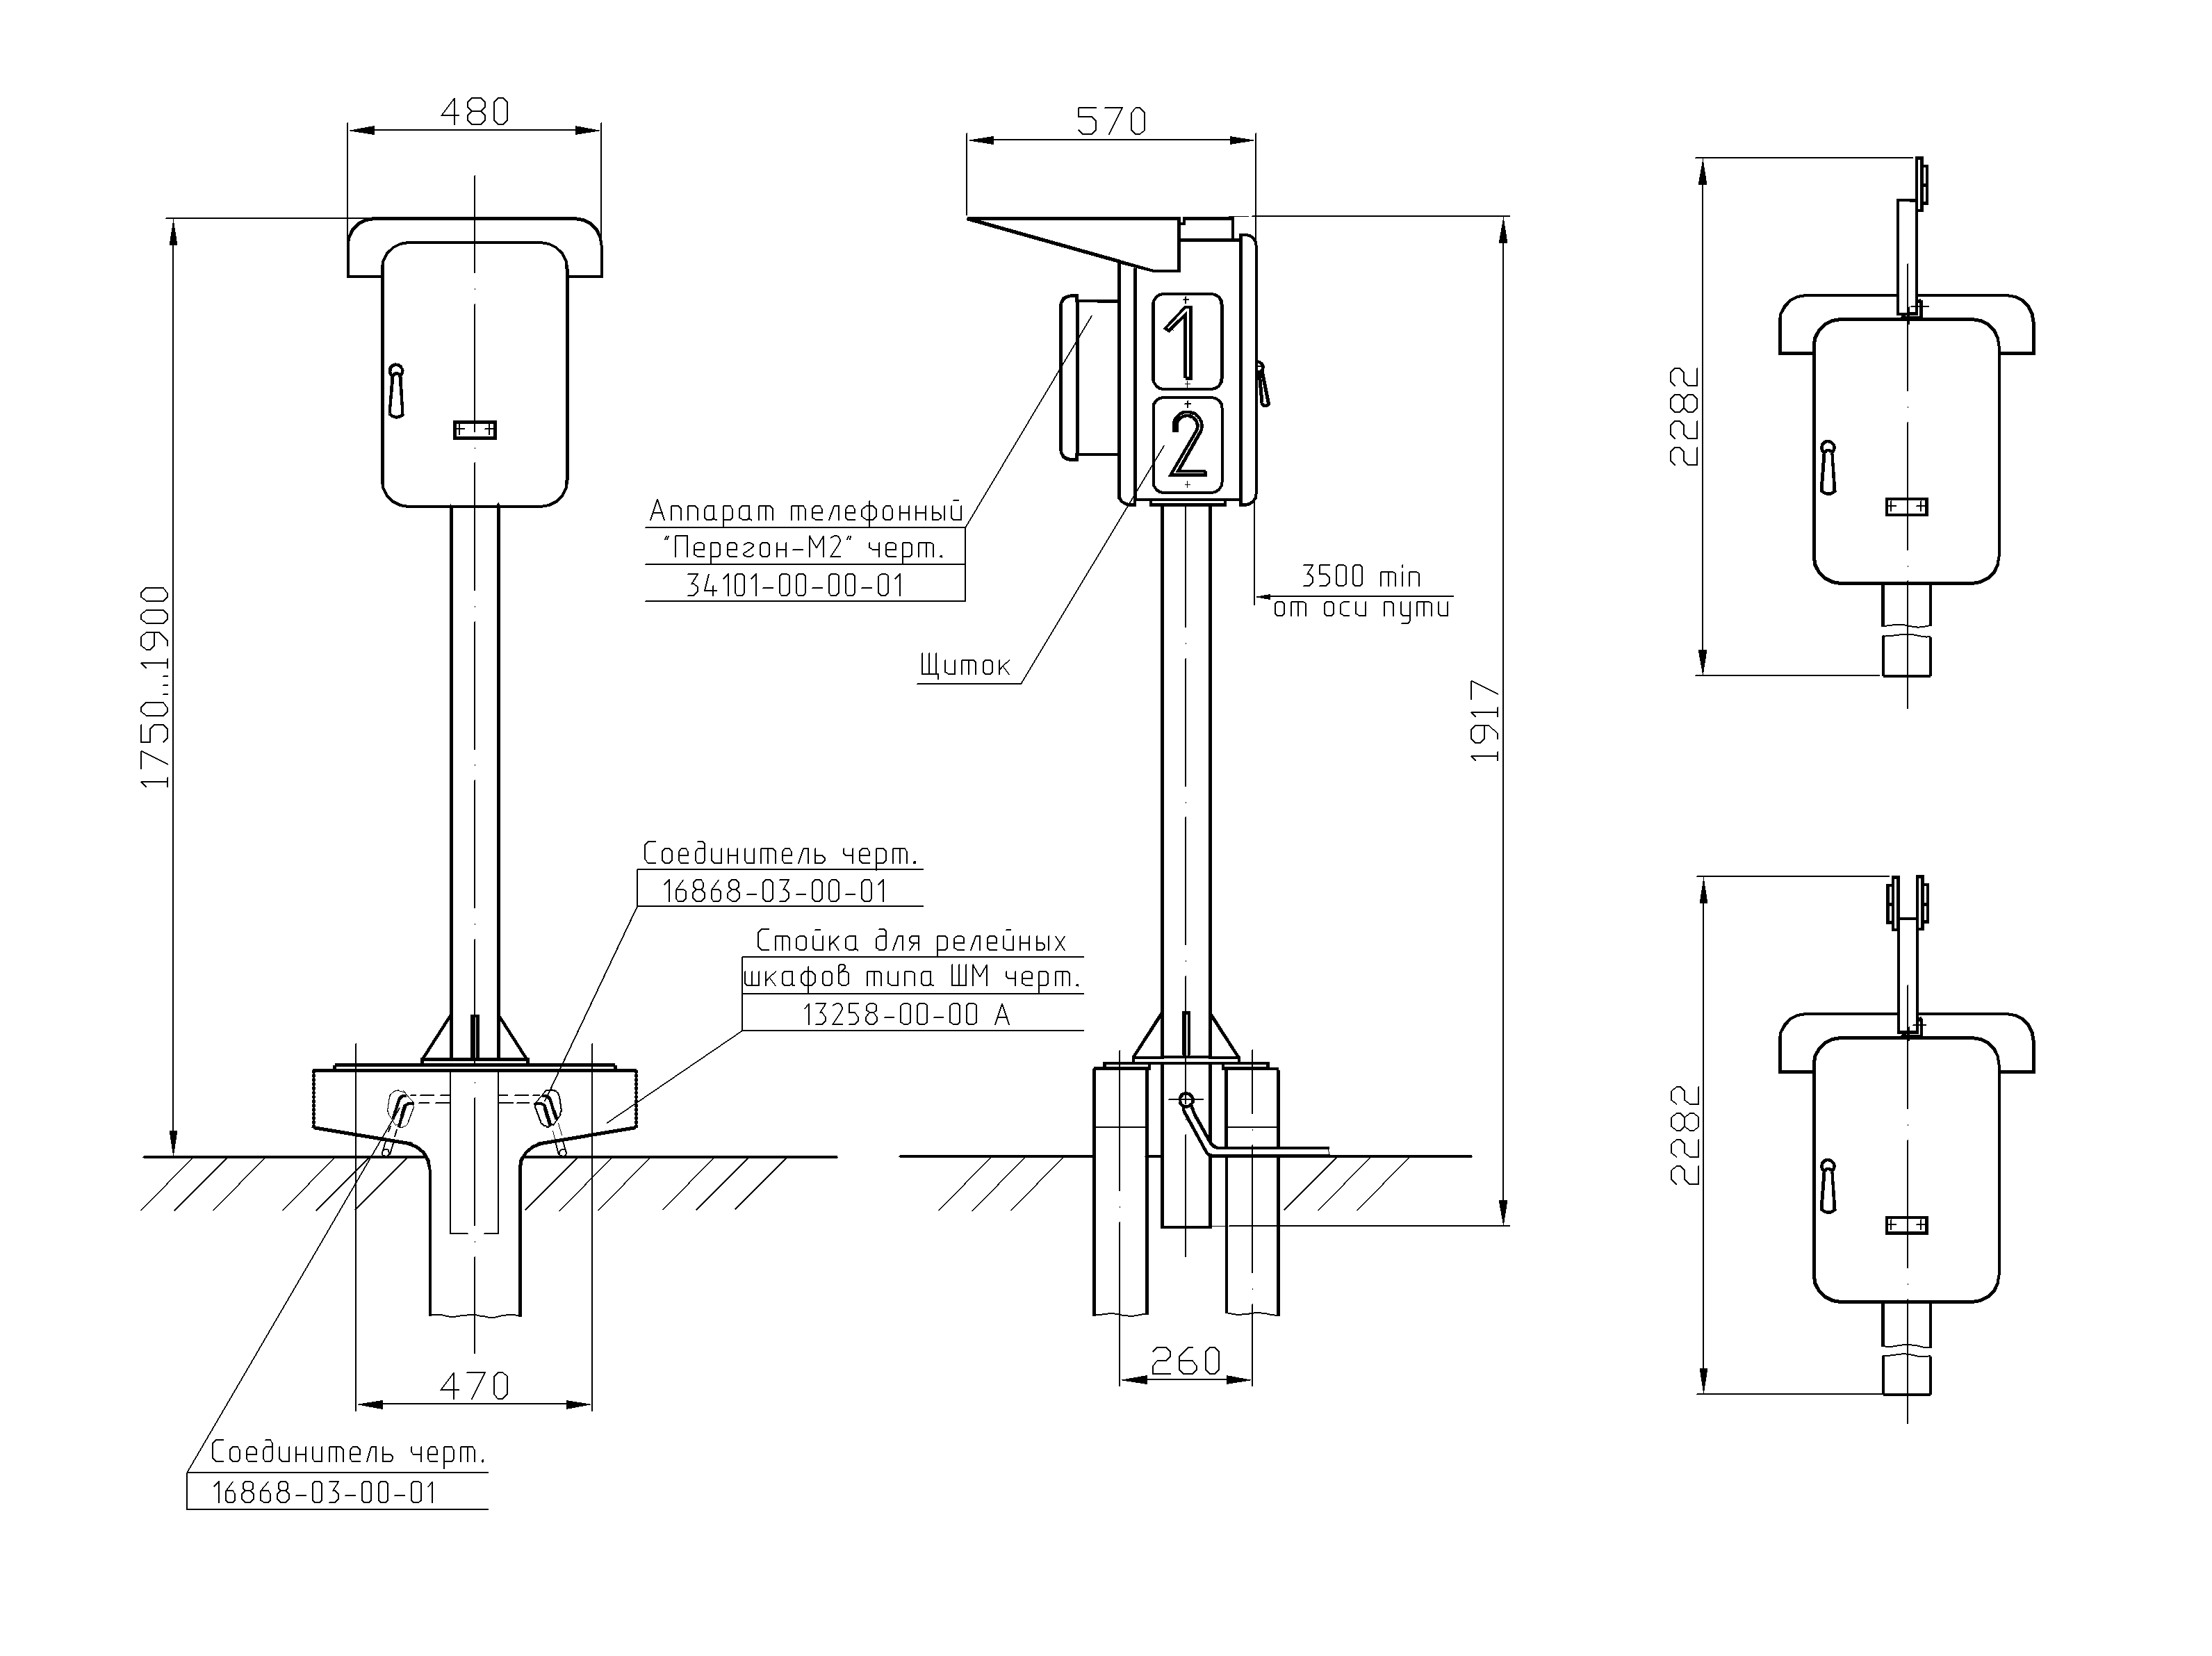 480
570
1750...1900
1
2
Аппарат телефонный
"Перегон-М2" черт.
34101-00-00-01
3500 min
от оси пути
Щиток
1917
2282
Соединитель черт.
16868-03-00-01
Стойка для релейных
шкафов типа ШМ черт.
13258-00-00 А
2282
470
260
Соединитель черт.
16868-03-00-01